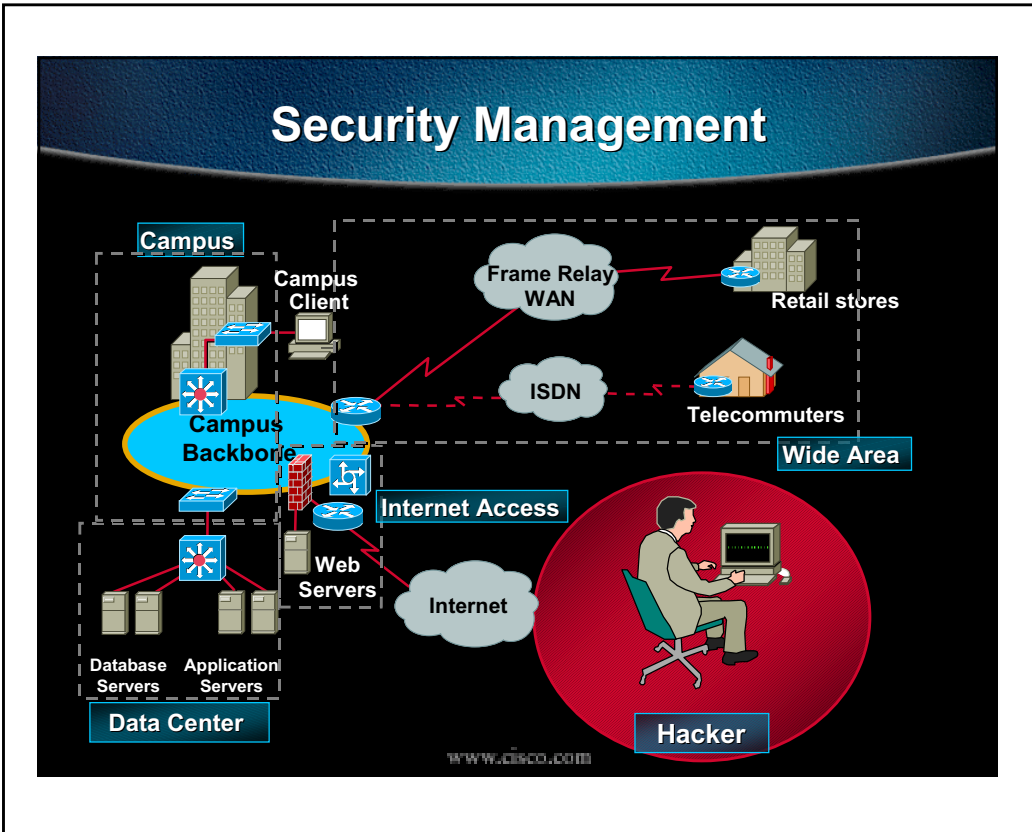 Security Management
Campus
Campus
Client
Frame Relay
WAN
Retail stores
ISDN
Telecommuters
Campus
Backbone
Wide Area
Internet Access
Web
Servers
Internet
Database
Servers
Application
Servers
Data Center
Hacker
www.cisco.com